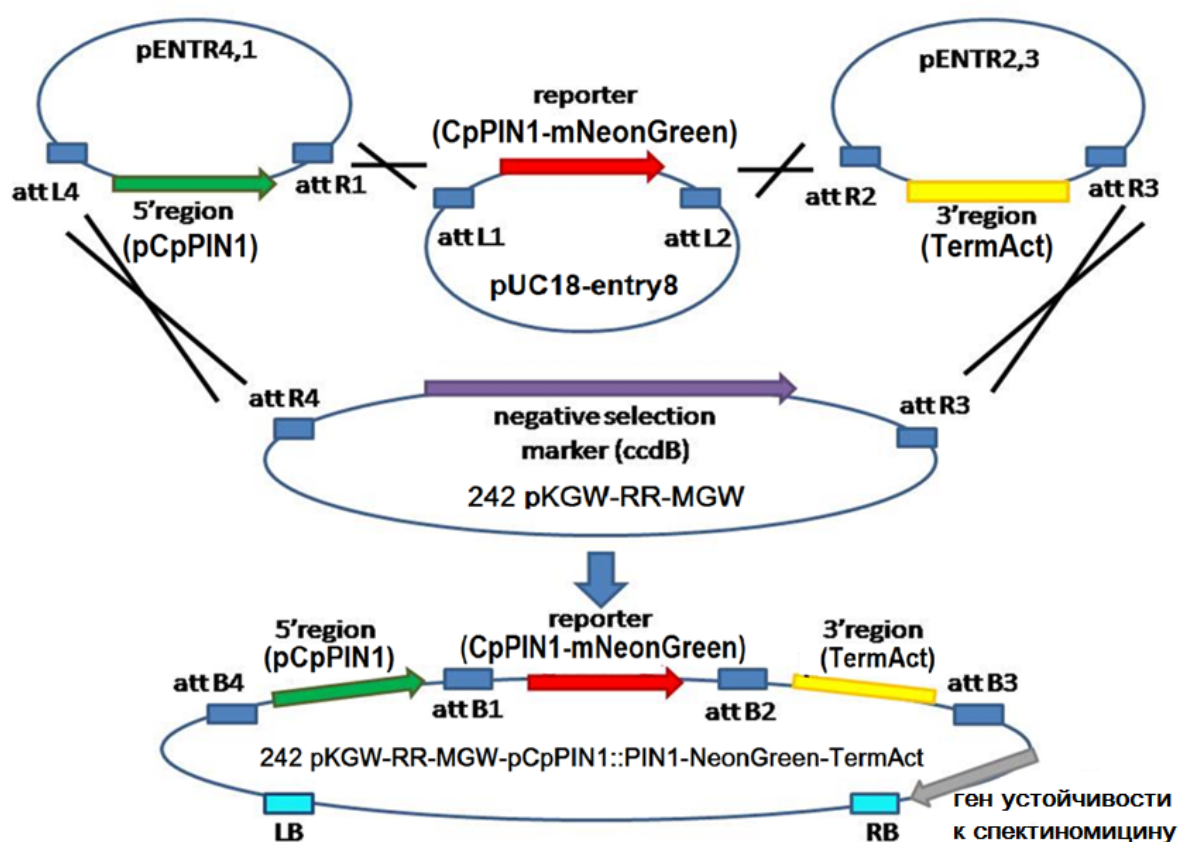 pENTR4,1
pENTR2,3
reporter
(CpPIN1-mNeonGreen)
att L4
att R1
5'region
(pCpPIN1)
att L1
att L2
pUC18-entry8
att R2
att R3
3'region
(TermAct)
att R4
att R3
negative selection
marker (ccdB)
242 pKGW-RR-MGW
5'region
(pCpPIN1)
reporter
(CpPIN1-mNeonGreen)
3'region
(TermAct)
att B4
att B1
att B2
att B3
242 pKGW-RR-MGW-pCpPIN1::PIN1-NeonGreen-TermAct
LB
RB
ген устойчивости
к спектиномицину